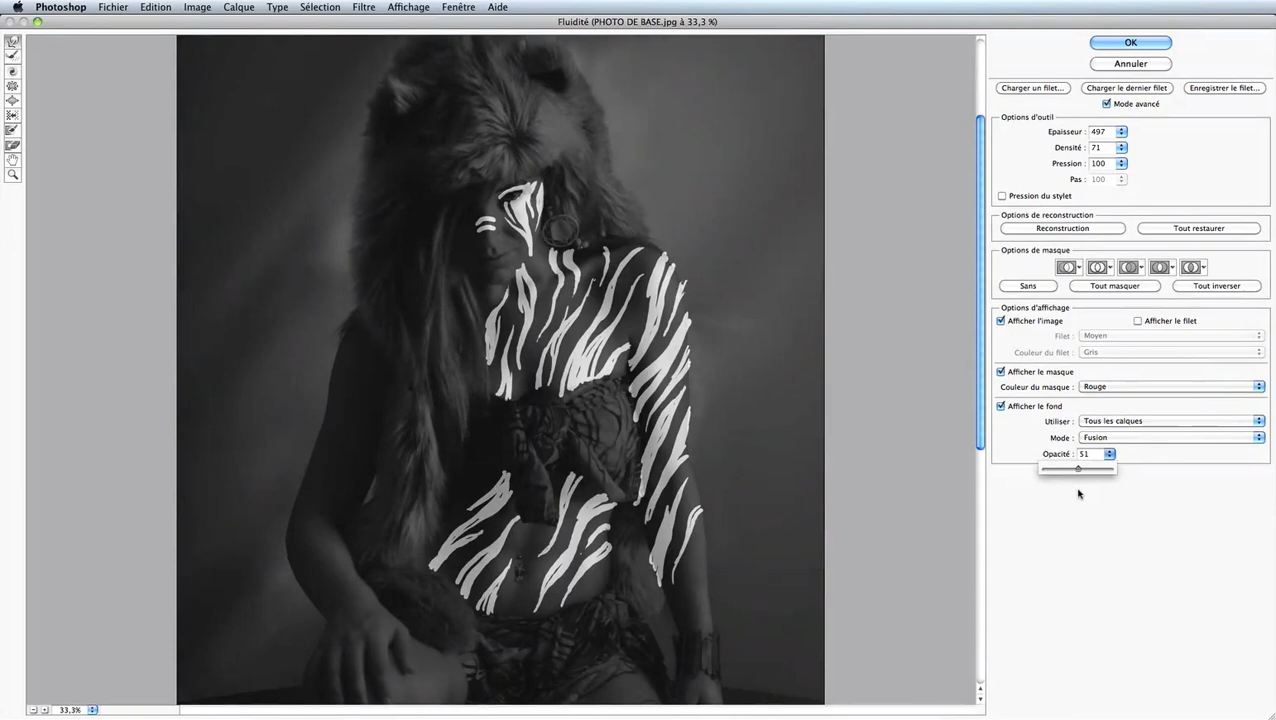 Photoshop Fichier Edition Image Calque Type Sélection Filtre Affichage Fenêtre Aide
Fluidité (PHOTO DE BASE.jpg à 33,3 %)
OK
Annuler
Charger un filet... Charger le dernier filet Enregistrer le filet...
Mode avancé
Options d'outil
Epaisseur : 497
Densité : 71
Pression : 100
Pas : 100
Pression du stylet
Options de reconstruction
Reconstruction Tout restaurer
Options de masque
Sans Tout masquer Tout inverser
Options d'affichage
Afficher l'image Afficher le filet
Filet : Moyen
Couleur du filet : Gris
Afficher le masque
Couleur du masque : Rouge
Afficher le fond
Utiliser : Tous les calques
Mode : Fusion
Opacité : 51
33,3%